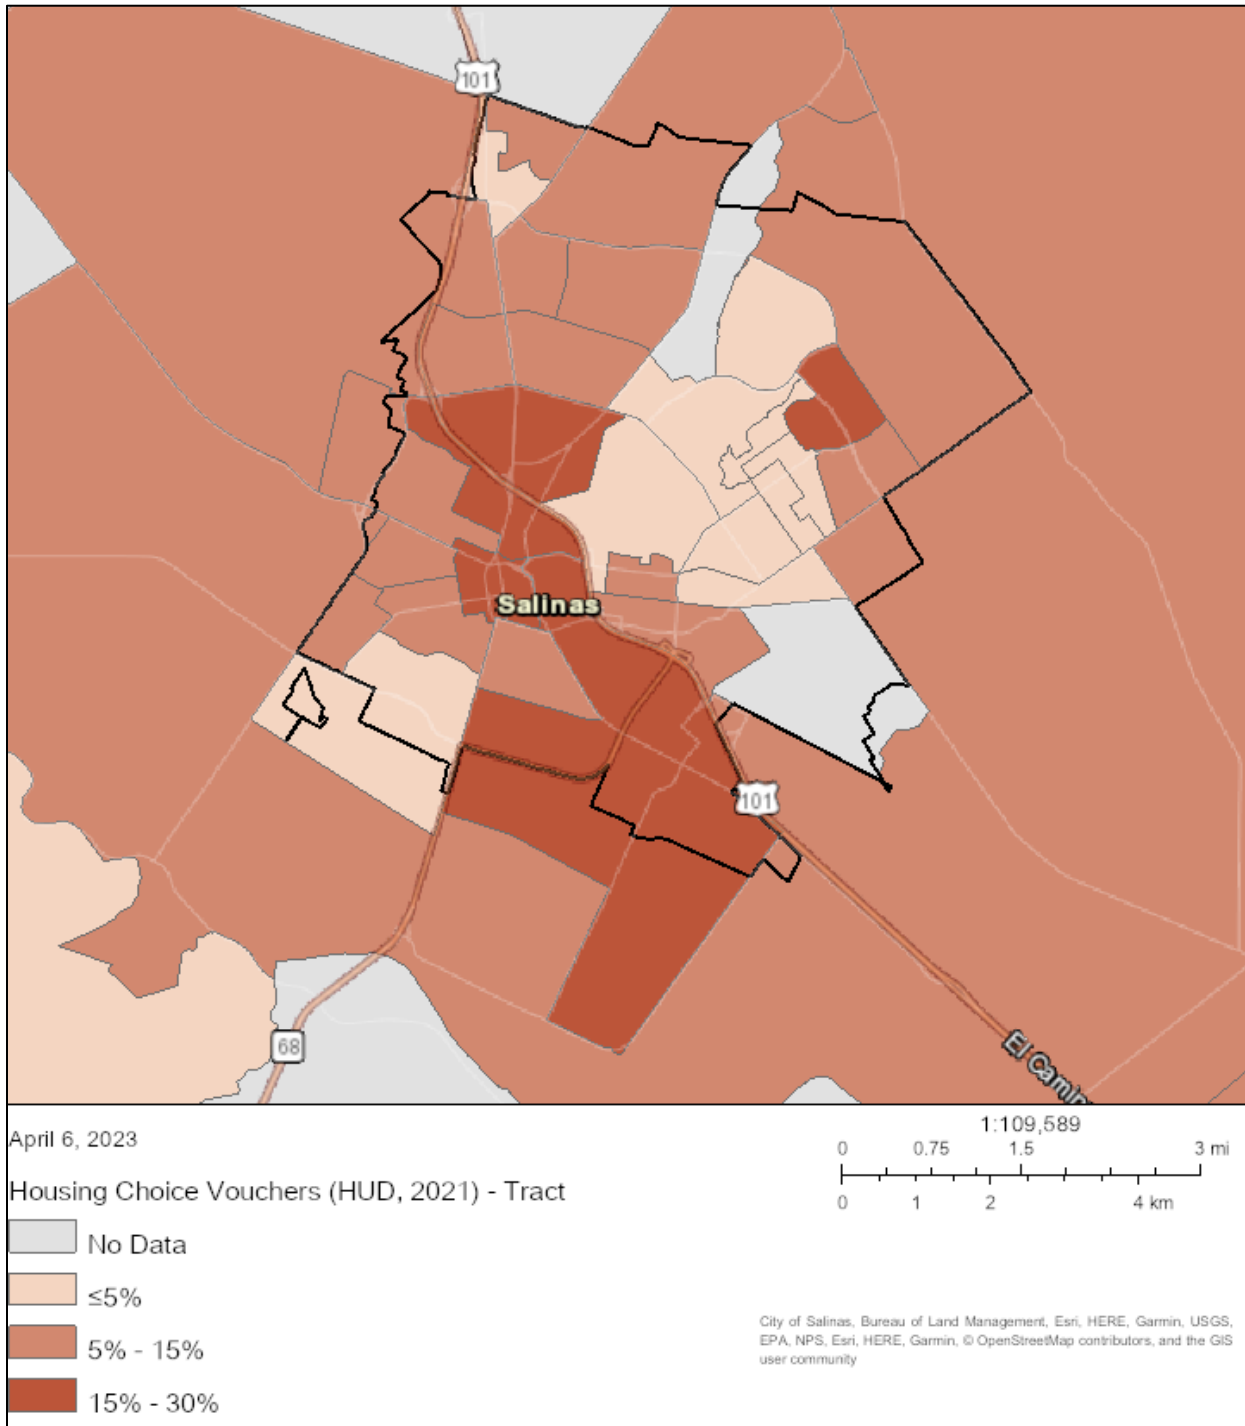 101
Salinas
101
68
El Camin
April 6, 2023
Housing Choice Vouchers (HUD, 2021) - Tract
No Data
≤5%
5% - 15%
15% - 30%
1:109,589
0 0.75 1.5 3 mi
0 1 2 4 km
City of Salinas, Bureau of Land Management, Esri, HERE, Garmin, USGS,
EPA, NPS, Esri, HERE, Garmin, © OpenStreetMap contributors, and the GIS
user community